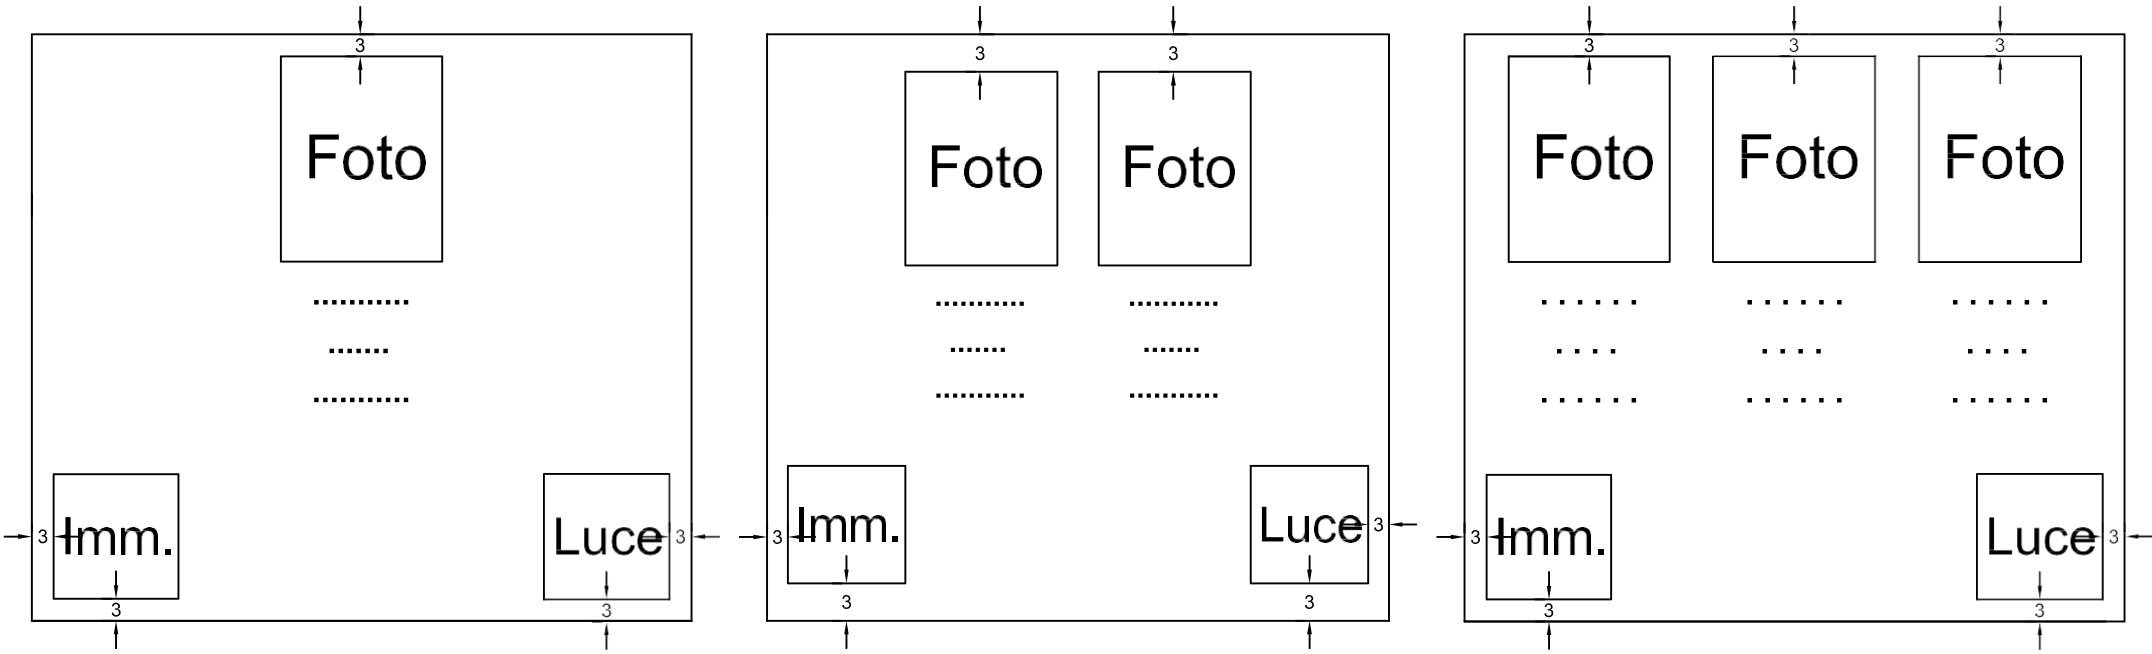 3
Foto
...........
.......
...........
3 Imm.
Luce 3
3
3
3 3
Foto Foto
........... ...........
....... .......
........... ...........
3 Imm.
Luce 3
3
3
3 3 3
Foto Foto Foto
...... ...... ......
.... .... ....
...... ...... ......
3 Imm.
Luce 3
3
3